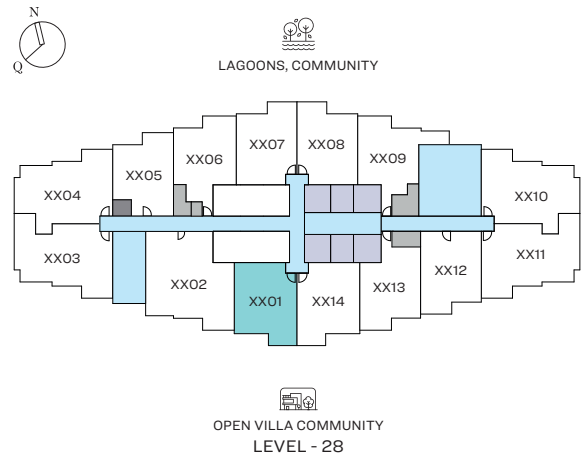 N
Q
LAGOONS, COMMUNITY
XX07 XX08
XX06 XX09
XX05
XX04 XX10
XX03 XX11
XX12
XX02 XX13
XX01 XX14
OPEN VILLA COMMUNITY
LEVEL - 28